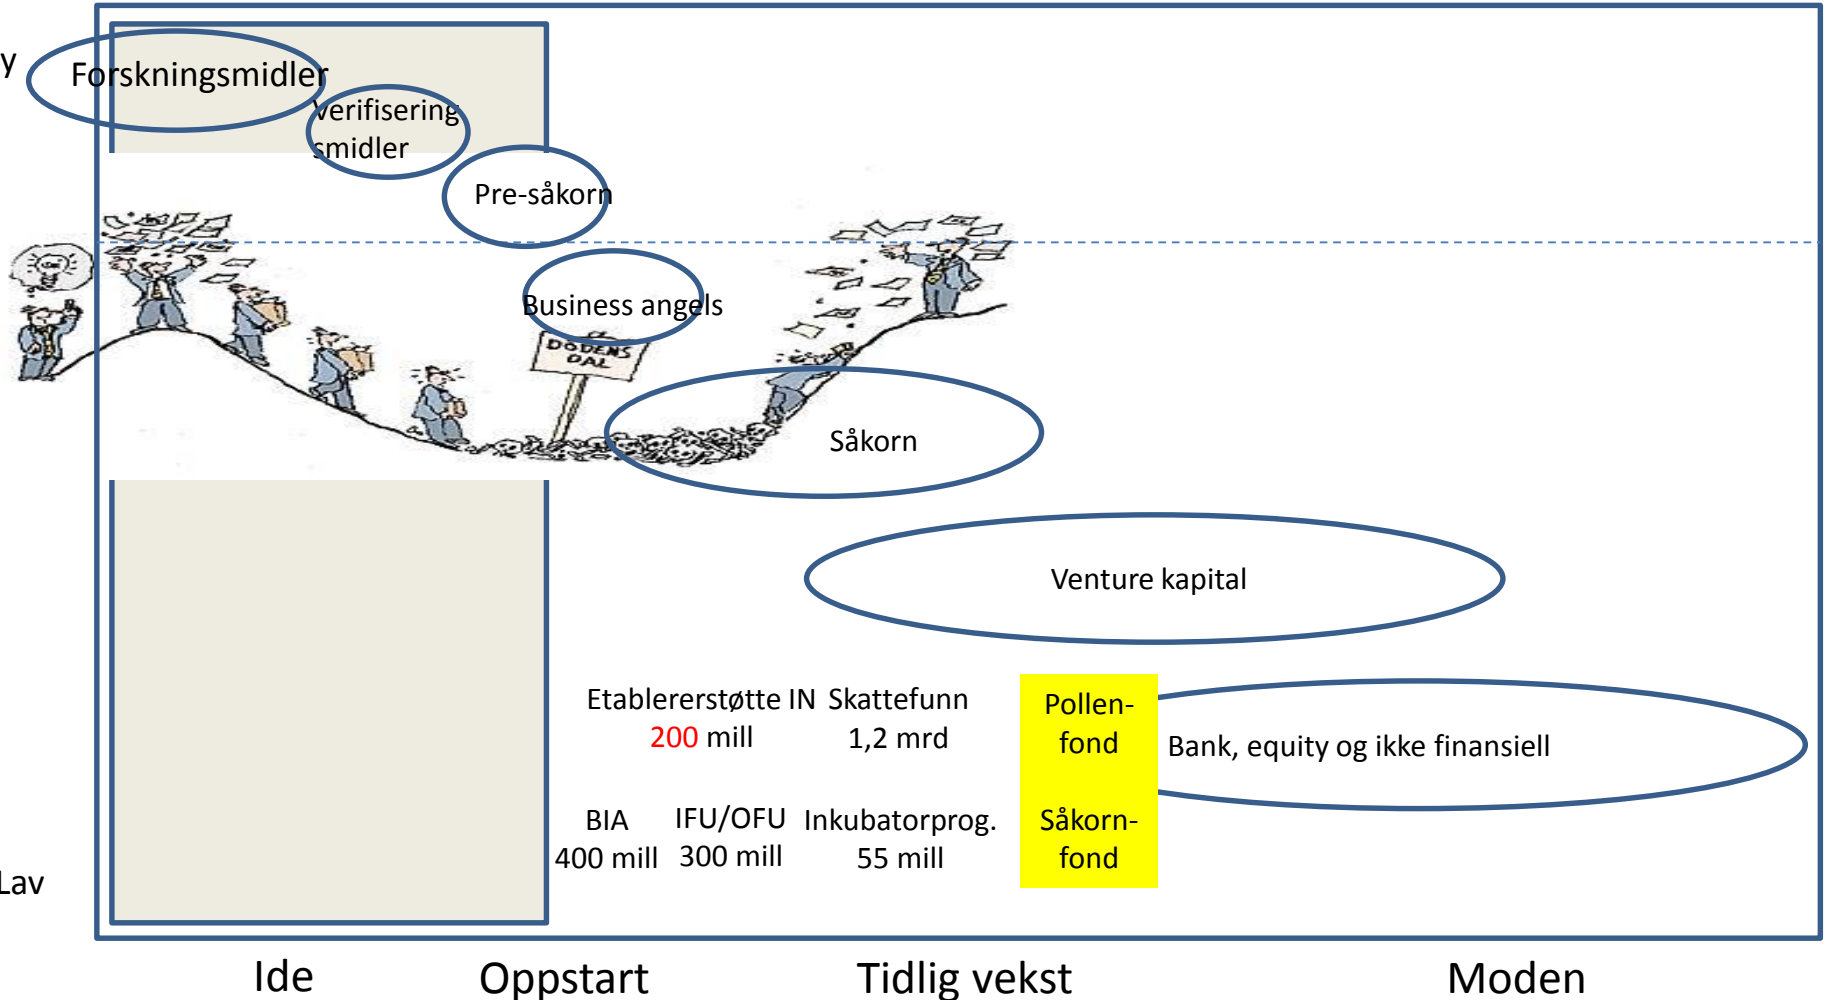 y
Forskningsmidler
Verifisering
smidler
Pre-såkorn
Business angels
DÖDENS
DAL
Såkorn
Venture kapital
Etablererstøtte IN
200 mill
Skattefunn
1,2 mrd
Pollen-
fond
Bank, equity og ikke finansiell
BIA
400 mill
IFU/OFU
300 mill
Inkubatorprog.
55 mill
Såkorn-
fond
Lav
Ide
Oppstart
Tidlig vekst
Moden